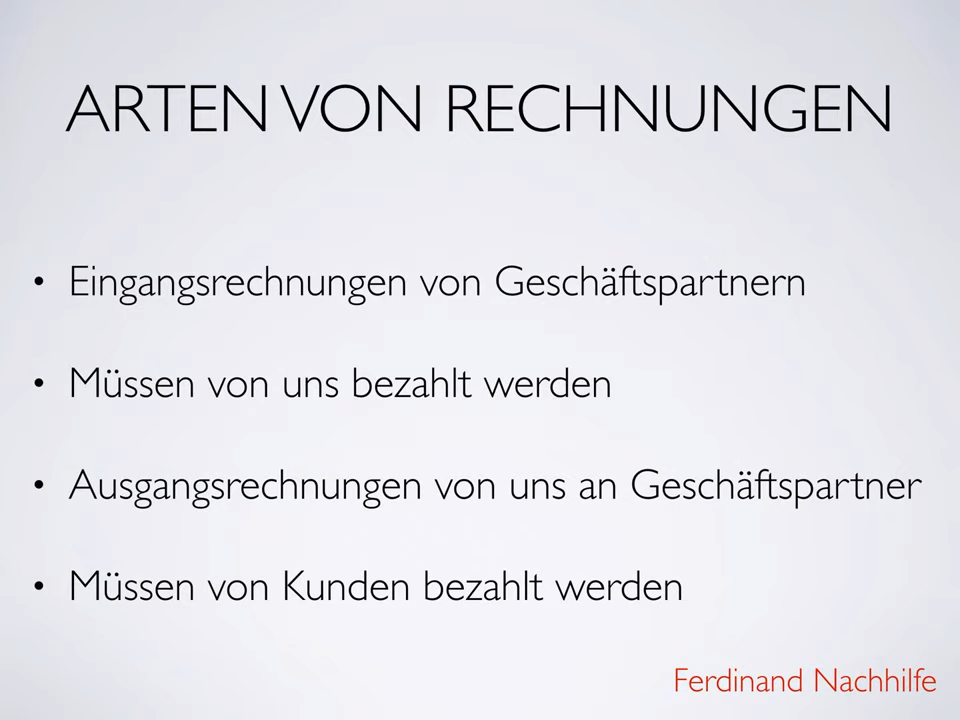 ARTEN VON RECHNUNGEN
• Eingangsrechnungen von Geschäftspartnern
• Müssen von uns bezahlt werden
• Ausgangsrechnungen von uns an Geschäftspartner
• Müssen von Kunden bezahlt werden
Ferdinand Nachhilfe